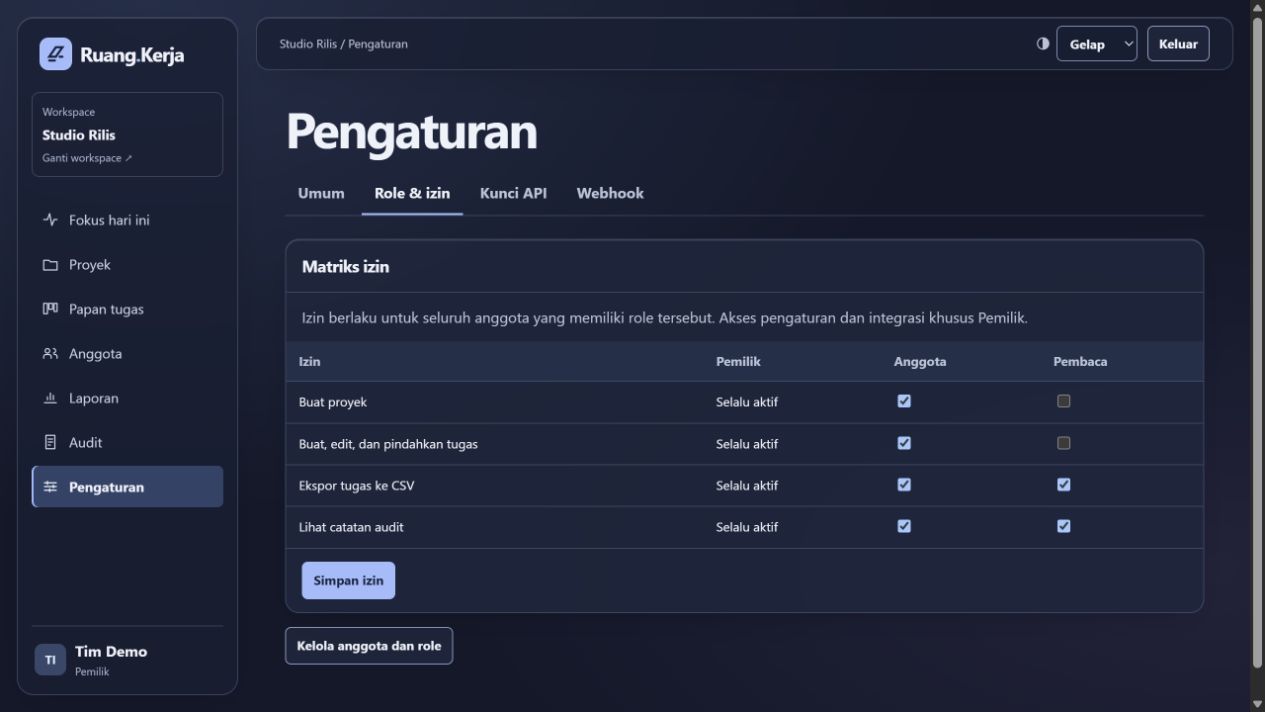 Ruang.Kerja
Workspace
Studio Rilis
Ganti workspace ↗
Fokus hari ini
Proyek
Papan tugas
Anggota
Laporan
Audit
Pengaturan
TI
Tim Demo
Pemilik
Studio Rilis / Pengaturan
Gelap
Keluar
Pengaturan
Umum Role & izin Kunci API Webhook
Matriks izin
Izin berlaku untuk seluruh anggota yang memiliki role tersebut. Akses pengaturan dan integrasi khusus Pemilik.
Izin Pemilik Anggota Pembaca
Buat proyek Selalu aktif
Buat, edit, dan pindahkan tugas Selalu aktif
Ekspor tugas ke CSV Selalu aktif
Lihat catatan audit Selalu aktif
Simpan izin
Kelola anggota dan role